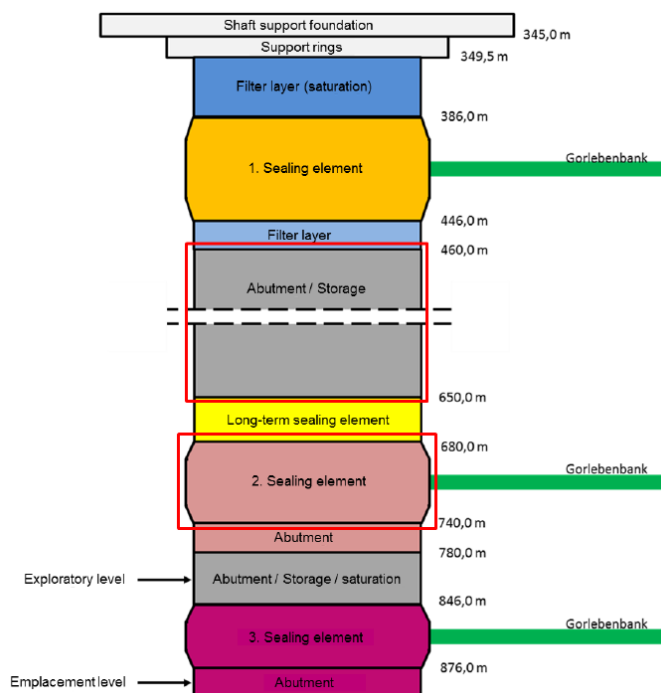 Shaft support foundation
345,0 m
Support rings
349,5 m
Filter layer (saturation)
386,0 m
1. Sealing element
Gorlebenbank
446,0 m
Filter layer
460,0 m
Abutment / Storage
650,0 m
Long-term sealing element
680,0 m
2. Sealing element
Gorlebenbank
740,0 m
Abutment
780,0 m
Exploratory level
Abutment / Storage / saturation
846,0 m
3. Sealing element
Gorlebenbank
876,0 m
Emplacement level
Abutment